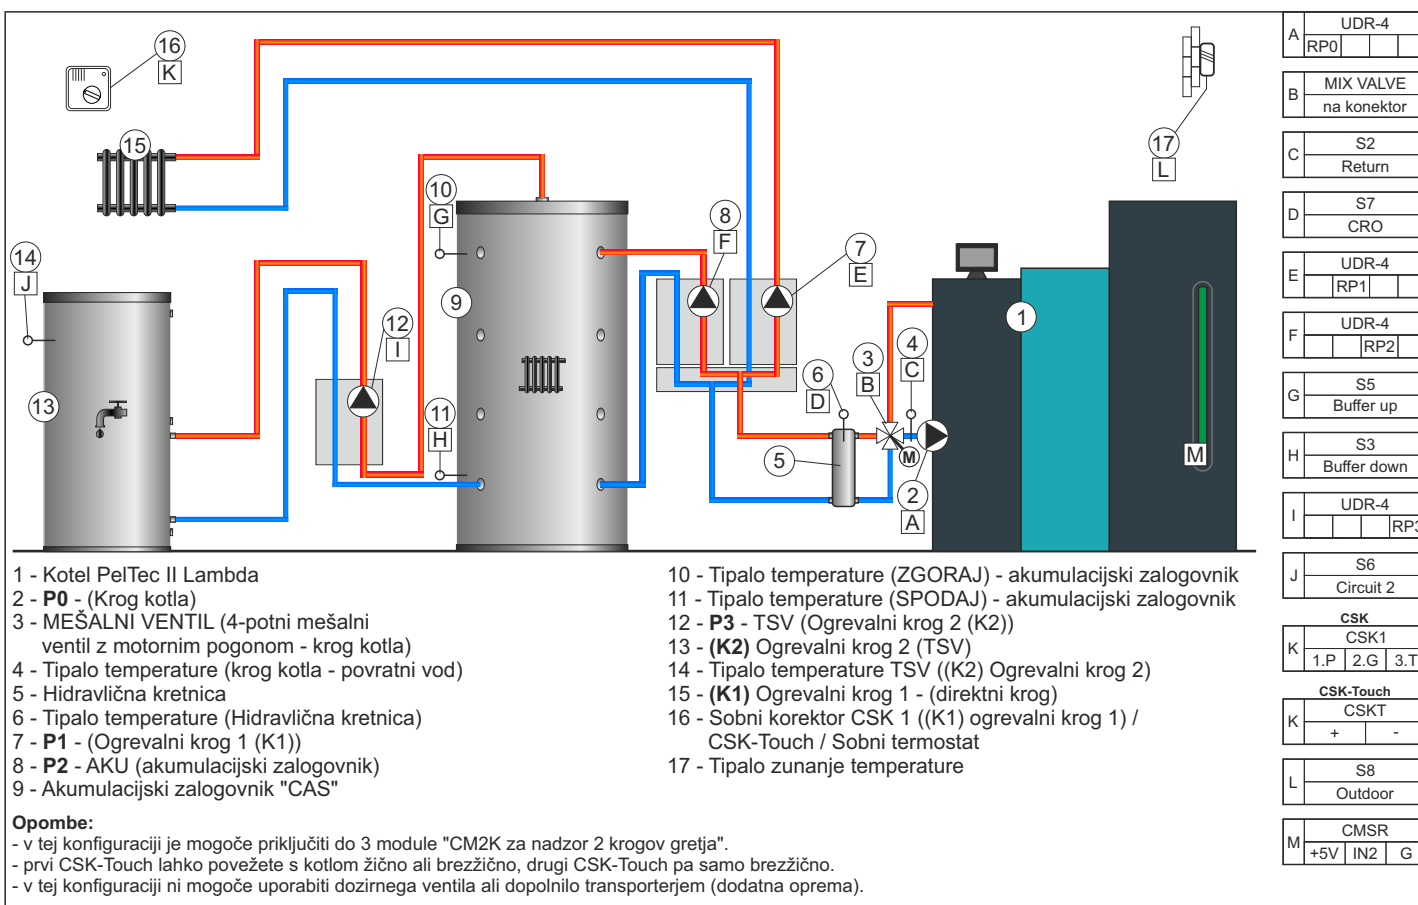 16
K
15
14
J
13
12
I
10
G
9
11
H
8
F
7
E
6
D
5
3
B
4
C
M
2
A
1
17
L
M
1 - Kotel PelTec II Lambda
2 - P0 - (Krog kotla)
3 - MEŠALNI VENTIL (4-potni mešalni
ventil z motornim pogonom - krog kotla)
4 - Tipalo temperature (krog kotla - povratni vod)
5 - Hidravlična kretnica
6 - Tipalo temperature (Hidravlična kretnica)
7 - P1 - (Ogrevalni krog 1 (K1))
8 - P2 - AKU (akumulacijski zalogovnik)
9 - Akumulacijski zalogovnik "CAS"
10 - Tipalo temperature (ZGORAJ) - akumulacijski zalogovnik
11 - Tipalo temperature (SPODAJ) - akumulacijski zalogovnik
12 - P3 - TSV (Ogrevalni krog 2 (K2))
13 - (K2) Ogrevalni krog 2 (TSV)
14 - Tipalo temperature TSV ((K2) Ogrevalni krog 2)
15 - (K1) Ogrevalni krog 1 - (direktni krog)
16 - Sobni korektor CSK 1 ((K1) ogrevalni krog 1) /
CSK-Touch / Sobni termostat
17 - Tipalo zunanje temperature
Opombe:
- v tej konfiguraciji je mogoče priključiti do 3 module "CM2K za nadzor 2 krogov gretja".
- prvi CSK-Touch lahko povežete s kotlom žično ali brezžično, drugi CSK-Touch pa samo brezžično.
- v tej konfiguraciji ni mogoče uporabiti dozirnega ventila ali dopolnilo transporterjem (dodatna oprema).
A UDR-4
RP0
B MIX VALVE
na konektor
C S2
Return
D S7
CRO
E UDR-4
RP1
F UDR-4
RP2
G S5
Buffer up
H S3
Buffer down
I UDR-4
RP3
J S6
Circuit 2
CSK
K CSK1
1.P 2.G 3.T
CSK-Touch
K CSKT
+ -
L S8
Outdoor
M CMSR
+5V IN2 G